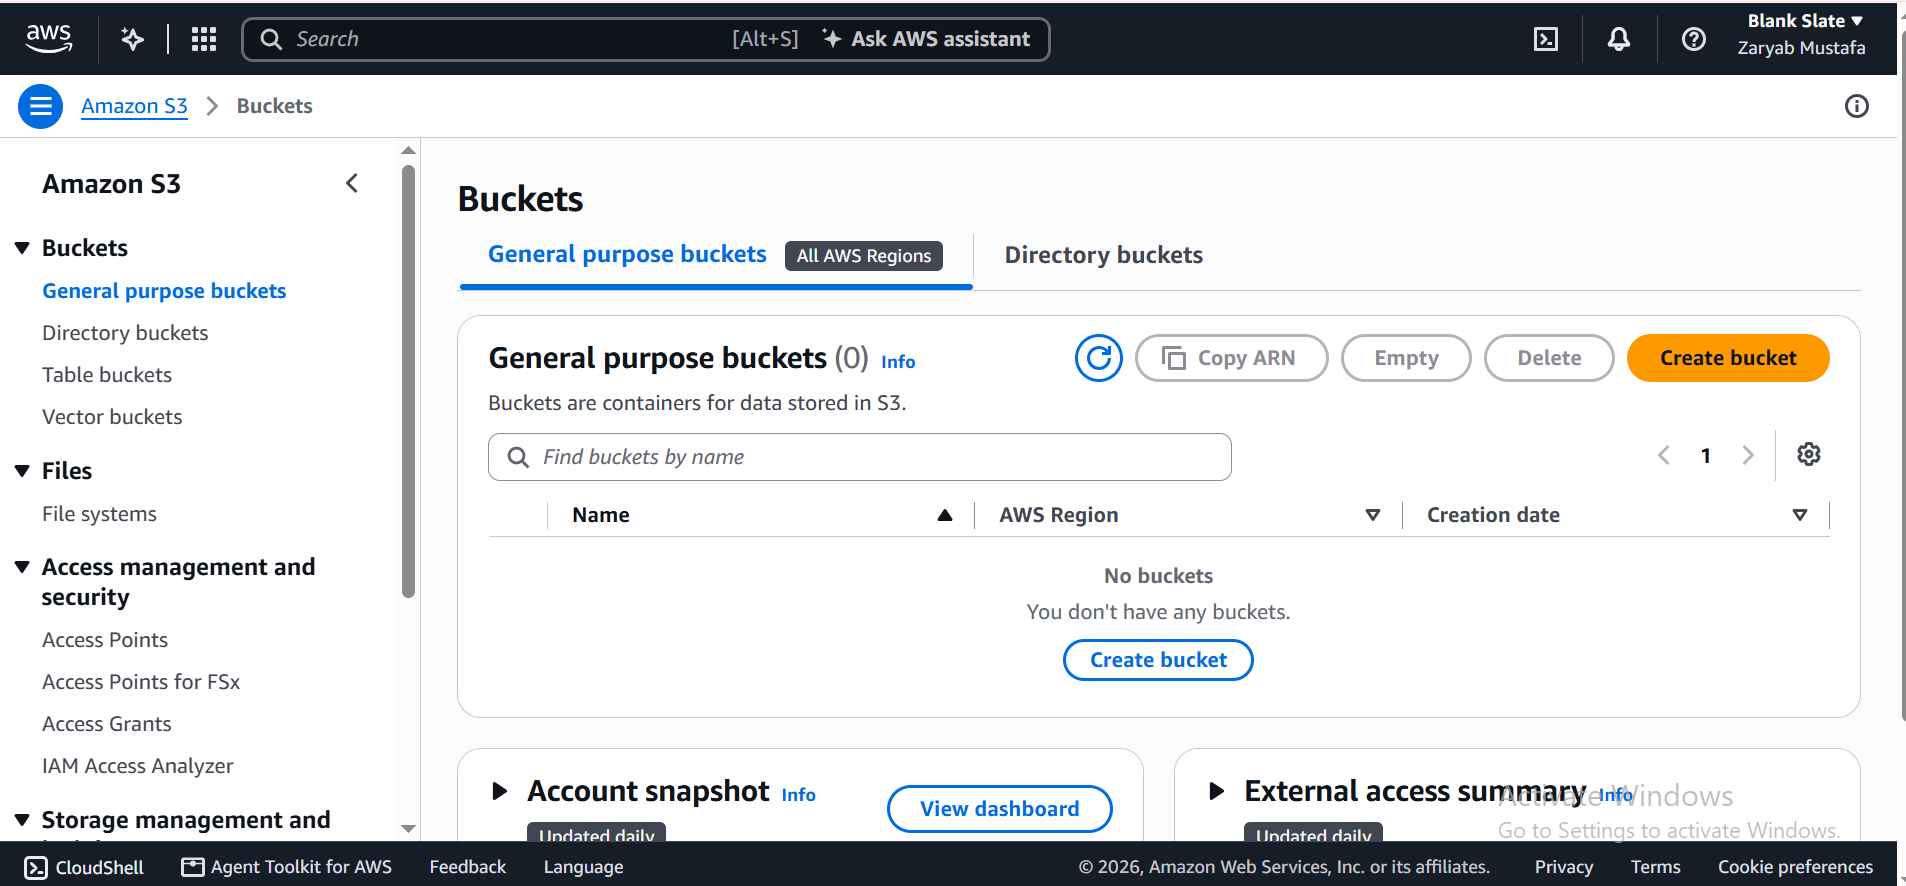 aws
Search [Alt+S] Ask AWS assistant
Blank Slate
Zaryab Mustafa
Amazon S3 > Buckets
Amazon S3
Buckets
General purpose buckets
Directory buckets
Table buckets
Vector buckets
Files
File systems
Access management and
security
Access Points
Access Points for FSx
Access Grants
IAM Access Analyzer
Storage management and
Buckets
General purpose buckets All AWS Regions Directory buckets
General purpose buckets (0) Info
Copy ARN Empty Delete Create bucket
Buckets are containers for data stored in S3.
Find buckets by name
1
Name AWS Region Creation date
No buckets
You don't have any buckets.
Create bucket
Account snapshot Info
View dashboard
Updated daily
External access summary Info
Updated daily
Activate Windows
Go to Settings to activate Windows.
CloudShell Agent Toolkit for AWS Feedback Language © 2026, Amazon Web Services, Inc. or its affiliates. Privacy Terms Cookie preferences